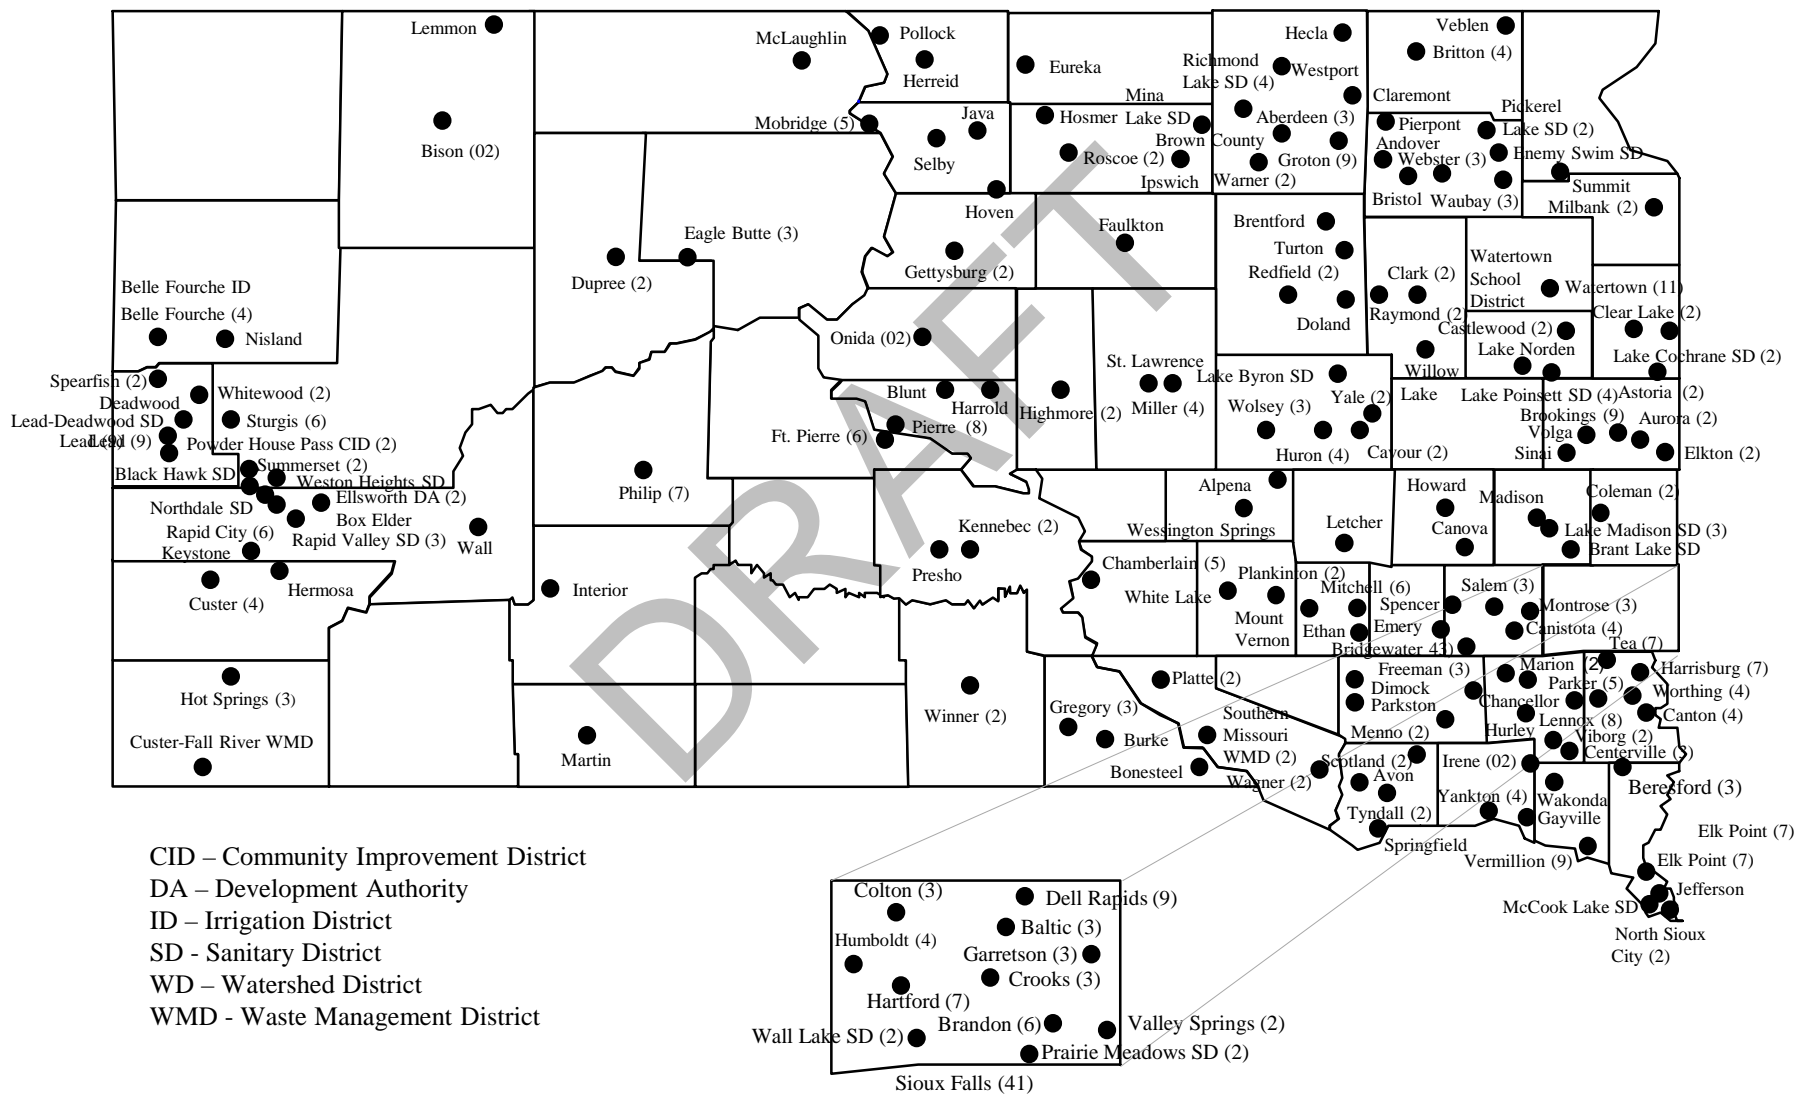 Lemmon
McLaughlin
Pollock
Herreid
Eureka
Hecla
Richmond
Lake SD (4)
Westport
Veblen
Britton (4)
Bison (02)
Mobridge (5)
Java
Selby
Hosmer
Mina
Lake SD
Roscoe (2)
Ipswich
Aberdeen (3)
Brown County
Groton (9)
Warner (2)
Claremont
Pickerel
Lake SD (2)
Pierpont
Andover
Webster (3)
Enemy Swim SD
Bristol
Waubay (3)
Summit
Milbank (2)
Hoven
Eagle Butte (3)
Dupree (2)
Gettysburg (2)
Faulkton
Brentford
Turton
Redfield (2)
Doland
Clark (2)
Raymond (2)
Watertown
School
District
Watertown (11)
Belle Fourche ID
Belle Fourche (4)
Nisland
Onida (02)
Castlewood (2)
Clear Lake (2)
Lake Norden
Lake Cochrane SD (2)
Willow
Lake
Spearfish (2)
Whitewood (2)
Deadwood
Lead-Deadwood SD
Sturgis (6)
Lead (9)
Lead (9)
Powder House Pass CID (2)
Black Hawk SD
Summerset (2)
Weston Heights SD
Blunt
Harrold
Pierre (8)
Ft. Pierre (6)
Highmore (2)
St. Lawrence
Miller (4)
Lake Byron SD
Wolsey (3)
Yale (2)
Huron (4)
Cavour (2)
Lake Poinsett SD (4)
Astoria (2)
Brookings (9)
Aurora (2)
Volga
Sinai
Elkton (2)
Northdale SD
Ellsworth DA (2)
Box Elder
Rapid City (6)
Rapid Valley SD (3)
Keystone
Wall
Philip (7)
Kennebec (2)
Presho
Alpena
Wessington Springs
Letcher
Howard
Canova
Madison
Coleman (2)
Lake Madison SD (3)
Brant Lake SD
Hermosa
Custer (4)
Interior
Chamberlain (5)
White Lake
Plankinton (2)
Mount
Vernon
Mitchell (6)
Ethan
Spencer
Emery
Bridgewater 43)
Salem (3)
Montrose (3)
Canistota (4)
Hot Springs (3)
Custer-Fall River WMD
Martin
Winner (2)
Gregory (3)
Burke
Bonesteel
Platte (2)
Southern
Missouri
WMD (2)
Wagner (2)
Freeman (3)
Dimock
Parkston
Menno (2)
Marion (2)
Chancellor
Parker (5)
Hurley
Lennox (8)
Viborg (2)
Centerville (3)
Tea (7)
Harrisburg (7)
Worthing (4)
Canton (4)
Scotland (2)
Avon
Tyndall (2)
Springfield
Irene (02)
Yankton (4)
Wakonda
Gayville
Vermillion (9)
Beresford (3)
Elk Point (7)
Elk Point (7)
Jefferson
McCook Lake SD
North Sioux
City (2)
CID – Community Improvement District
DA – Development Authority
ID – Irrigation District
SD - Sanitary District
WD – Watershed District
WMD - Waste Management District
Colton (3)
Dell Rapids (9)
Baltic (3)
Humboldt (4)
Garretson (3)
Crooks (3)
Hartford (7)
Brandon (6)
Valley Springs (2)
Wall Lake SD (2)
Prairie Meadows SD (2)
Sioux Falls (41)
DRAFT